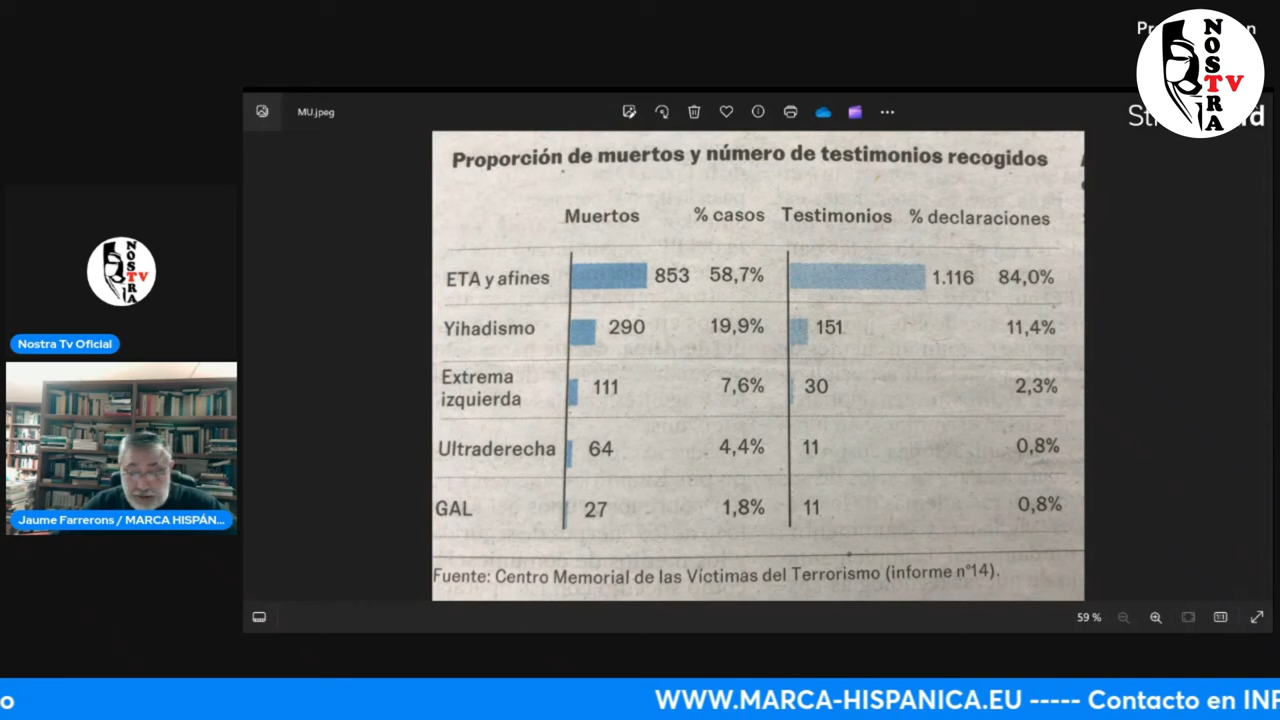 NOSTRA TV
MU.jpeg
Proporción de muertos y número de testimonios recogidos
Muertos % casos Testimonios % declaraciones
ETA y afines 853 58,7% 1.116 84,0%
Yihadismo 290 19,9% 151 11,4%
Extrema
izquierda 111 7,6% 30 2,3%
Ultraderecha 64 4,4% 11 0,8%
GAL 27 1,8% 11 0,8%
Fuente: Centro Memorial de las Víctimas del Terrorismo (informe nº14).
NOSTRA TV
Nostra Tv Oficial
Jaume Farrerons / MARCA HISPÁN...
59 %
o WWW.MARCA-HISPANICA.EU ----- Contacto en INF